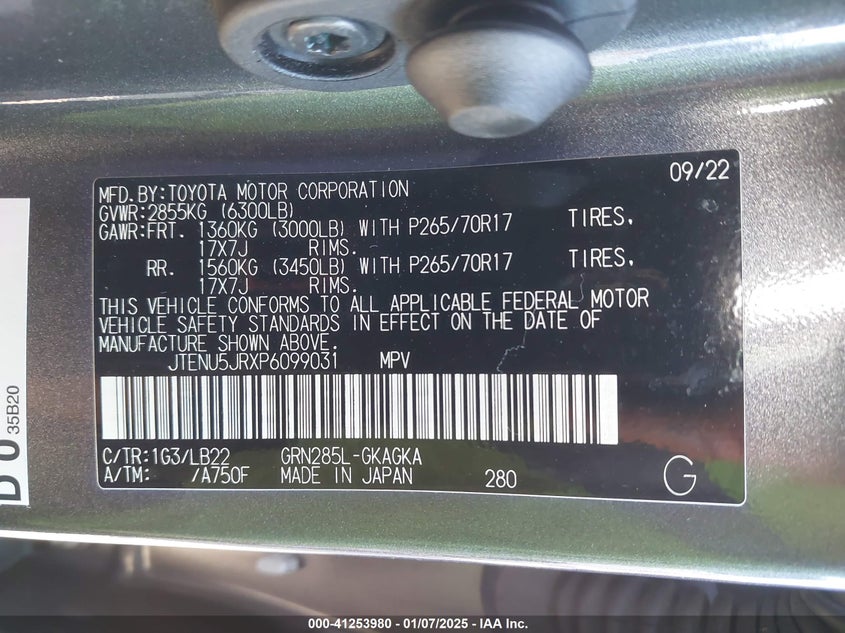 09/22
MFD.BY:TOYOTA MOTOR CORPORATION
GVWR:2855KG (6300LB)
GAWR:FRT. 1360KG (3000LB) WITH P265/70R17 TIRES,
17X7J RIMS.
RR. 1560KG (3450LB) WITH P265/70R17 TIRES,
17X7J RIMS.
THIS VEHICLE CONFORMS TO ALL APPLICABLE FEDERAL MOTOR
VEHICLE SAFETY STANDARDS IN EFFECT ON THE DATE OF
MANUFACTURE SHOWN ABOVE.
JTENU5JRXP6099031 MPV
C/TR:1G3/LB22 GRN285L-GKAGKA
A/TM: /A750F MADE IN JAPAN 280 G
35B20
000-41253980 | 01/07/2025 | IAA Inc.